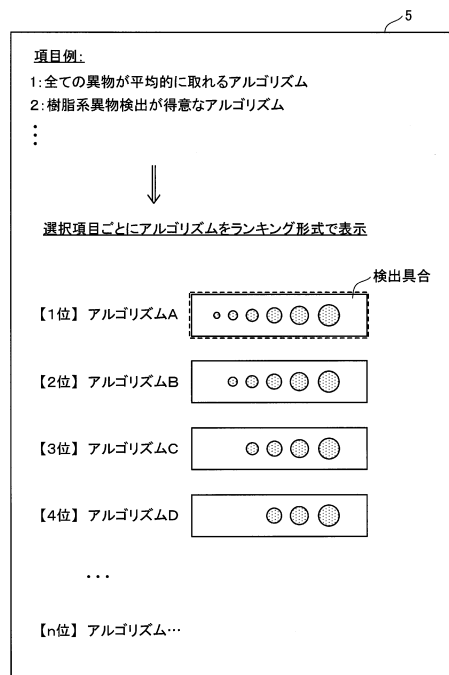 5
項目例:
1:全ての異物が平均的に取れるアルゴリズム
2:樹脂系異物検出が得意なアルゴリズム
選択項目ごとにアルゴリズムをランキング形式で表示
検出具合
【1位】 アルゴリズムA
【2位】 アルゴリズムB
【3位】 アルゴリズムC
【4位】 アルゴリズムD
・・・
【n位】 アルゴリズム…